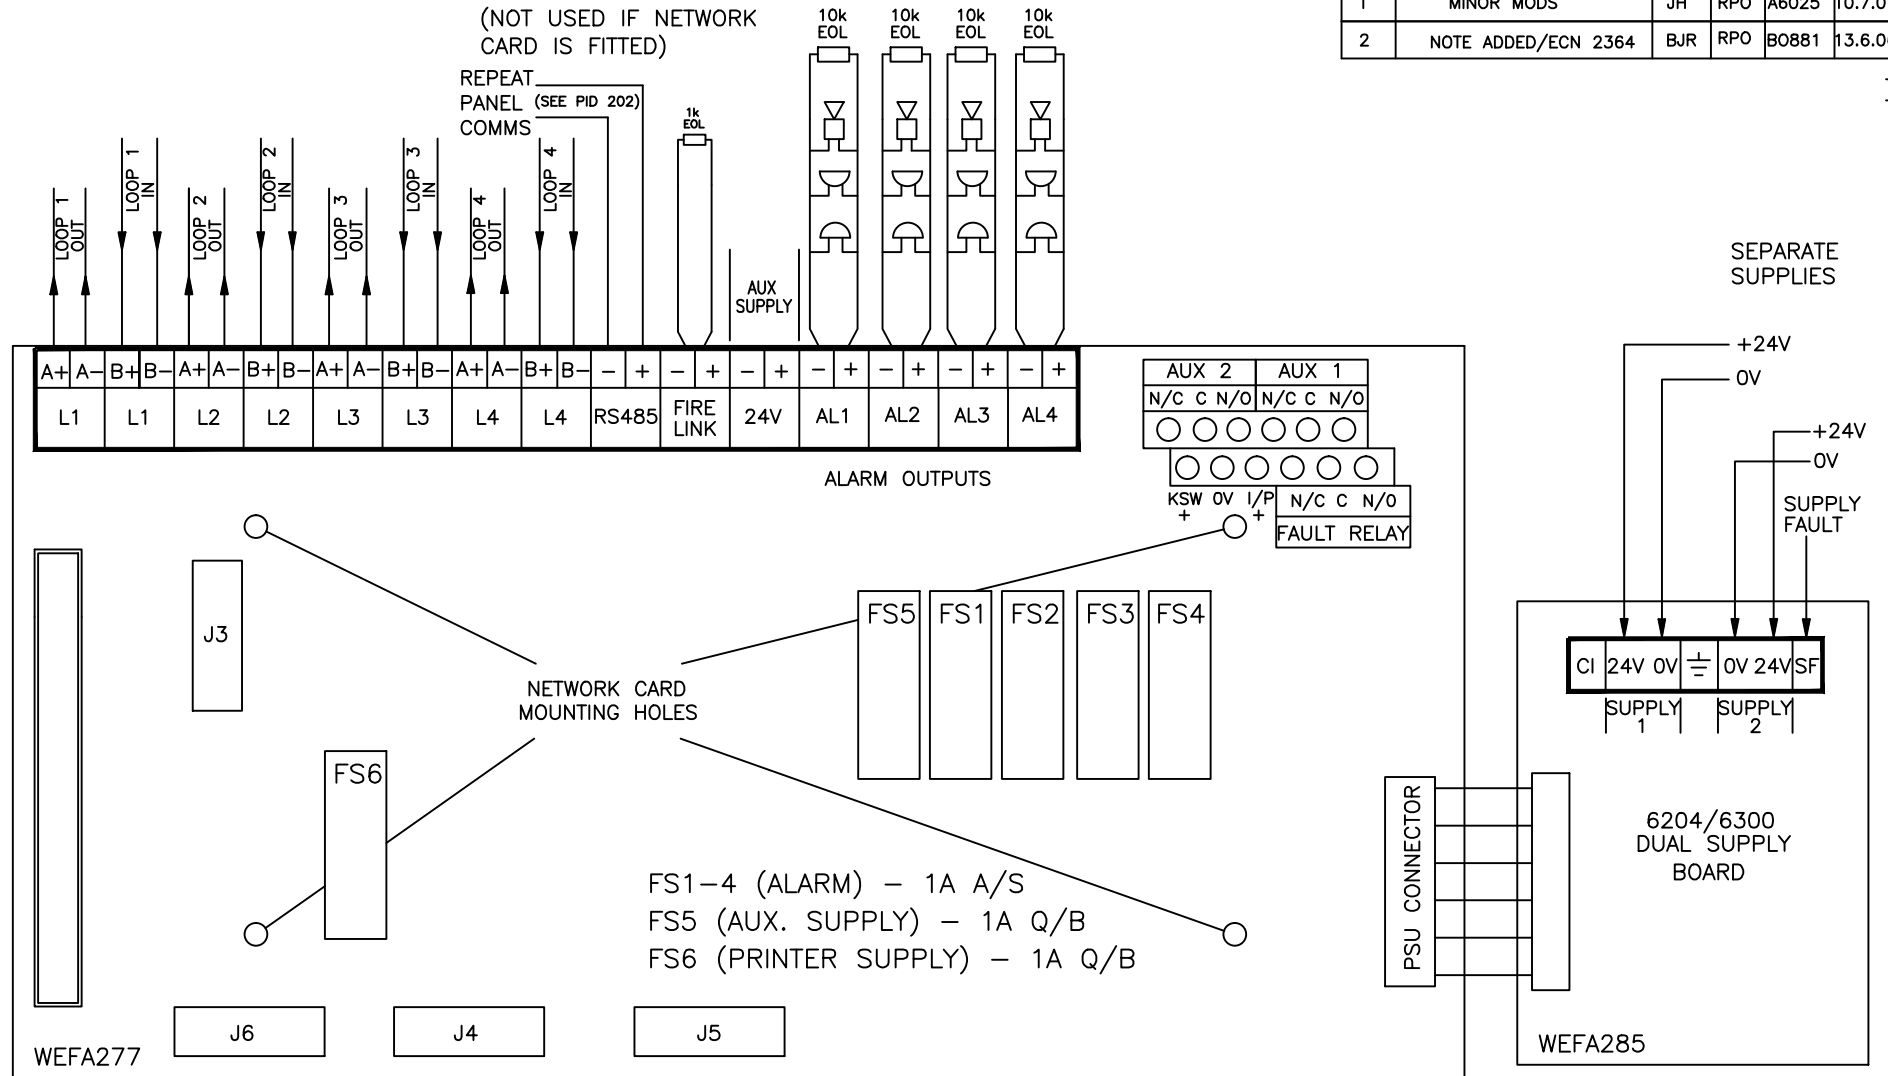 (NOT USED IF NETWORK
CARD IS FITTED)
REPEAT
PANEL (SEE PID 202)
COMMS
1k
EOL
10k
EOL
10k
EOL
10k
EOL
10k
EOL
1 MINOR MODS JH RPO A6025 10.7.0
2 NOTE ADDED/ECN 2364 BJR RPO B0881 13.6.0
LOOP 1
OUT
LOOP 1
IN
LOOP 2
OUT
LOOP 2
IN
LOOP 3
OUT
LOOP 3
IN
LOOP 4
OUT
LOOP 4
IN
AUX
SUPPLY
SEPARATE
SUPPLIES
A+ A- B+ B- A+ A- B+ B- A+ A- B+ B- A+ A- B+ B- - + - + - + - + - + - + - +
L1 L1 L2 L2 L3 L3 L4 L4 RS485 FIRE LINK 24V AL1 AL2 AL3 AL4
ALARM OUTPUTS
AUX 2 AUX 1
N/C C N/O N/C C N/O
KSW 0V I/P N/C C N/O
+ +
FAULT RELAY
+24V
0V
+24V
0V
SUPPLY
FAULT
CI 24V 0V 0V 24V SF
SUPPLY
1
SUPPLY
2
J3
FS5 FS1 FS2 FS3 FS4
NETWORK CARD
MOUNTING HOLES
FS6
FS1-4 (ALARM) - 1A A/S
FS5 (AUX. SUPPLY) - 1A Q/B
FS6 (PRINTER SUPPLY) - 1A Q/B
PSU CONNECTOR
6204/6300
DUAL SUPPLY
BOARD
J6 J4 J5
WEFA277
WEFA285